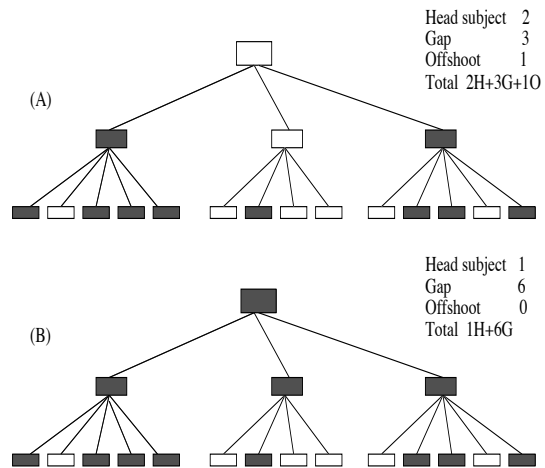 Head subject 2
Gap 3
Offshoot 1
Total 2H+3G+1O
(A)
Head subject 1
Gap 6
Offshoot 0
Total 1H+6G
(B)